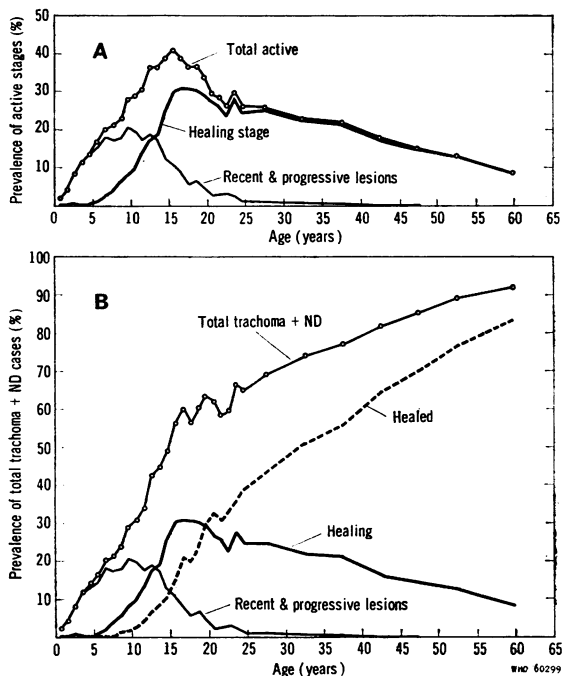 Prevalence of active stages (%)
50
40
30
20
10
0
A
Total active
Healing stage
Recent & progressive lesions
0 5 10 15 20 25 30 35 40 45 50 55 60 65
Age (years)
Prevalence of total trachoma + ND cases (%)
100
90
80
70
60
50
40
30
20
10
B
Total trachoma + ND
Healed
Healing
Recent & progressive lesions
0 5 10 15 20 25 30 35 40 45 50 55 60 65
Age (years)
WHO 60299